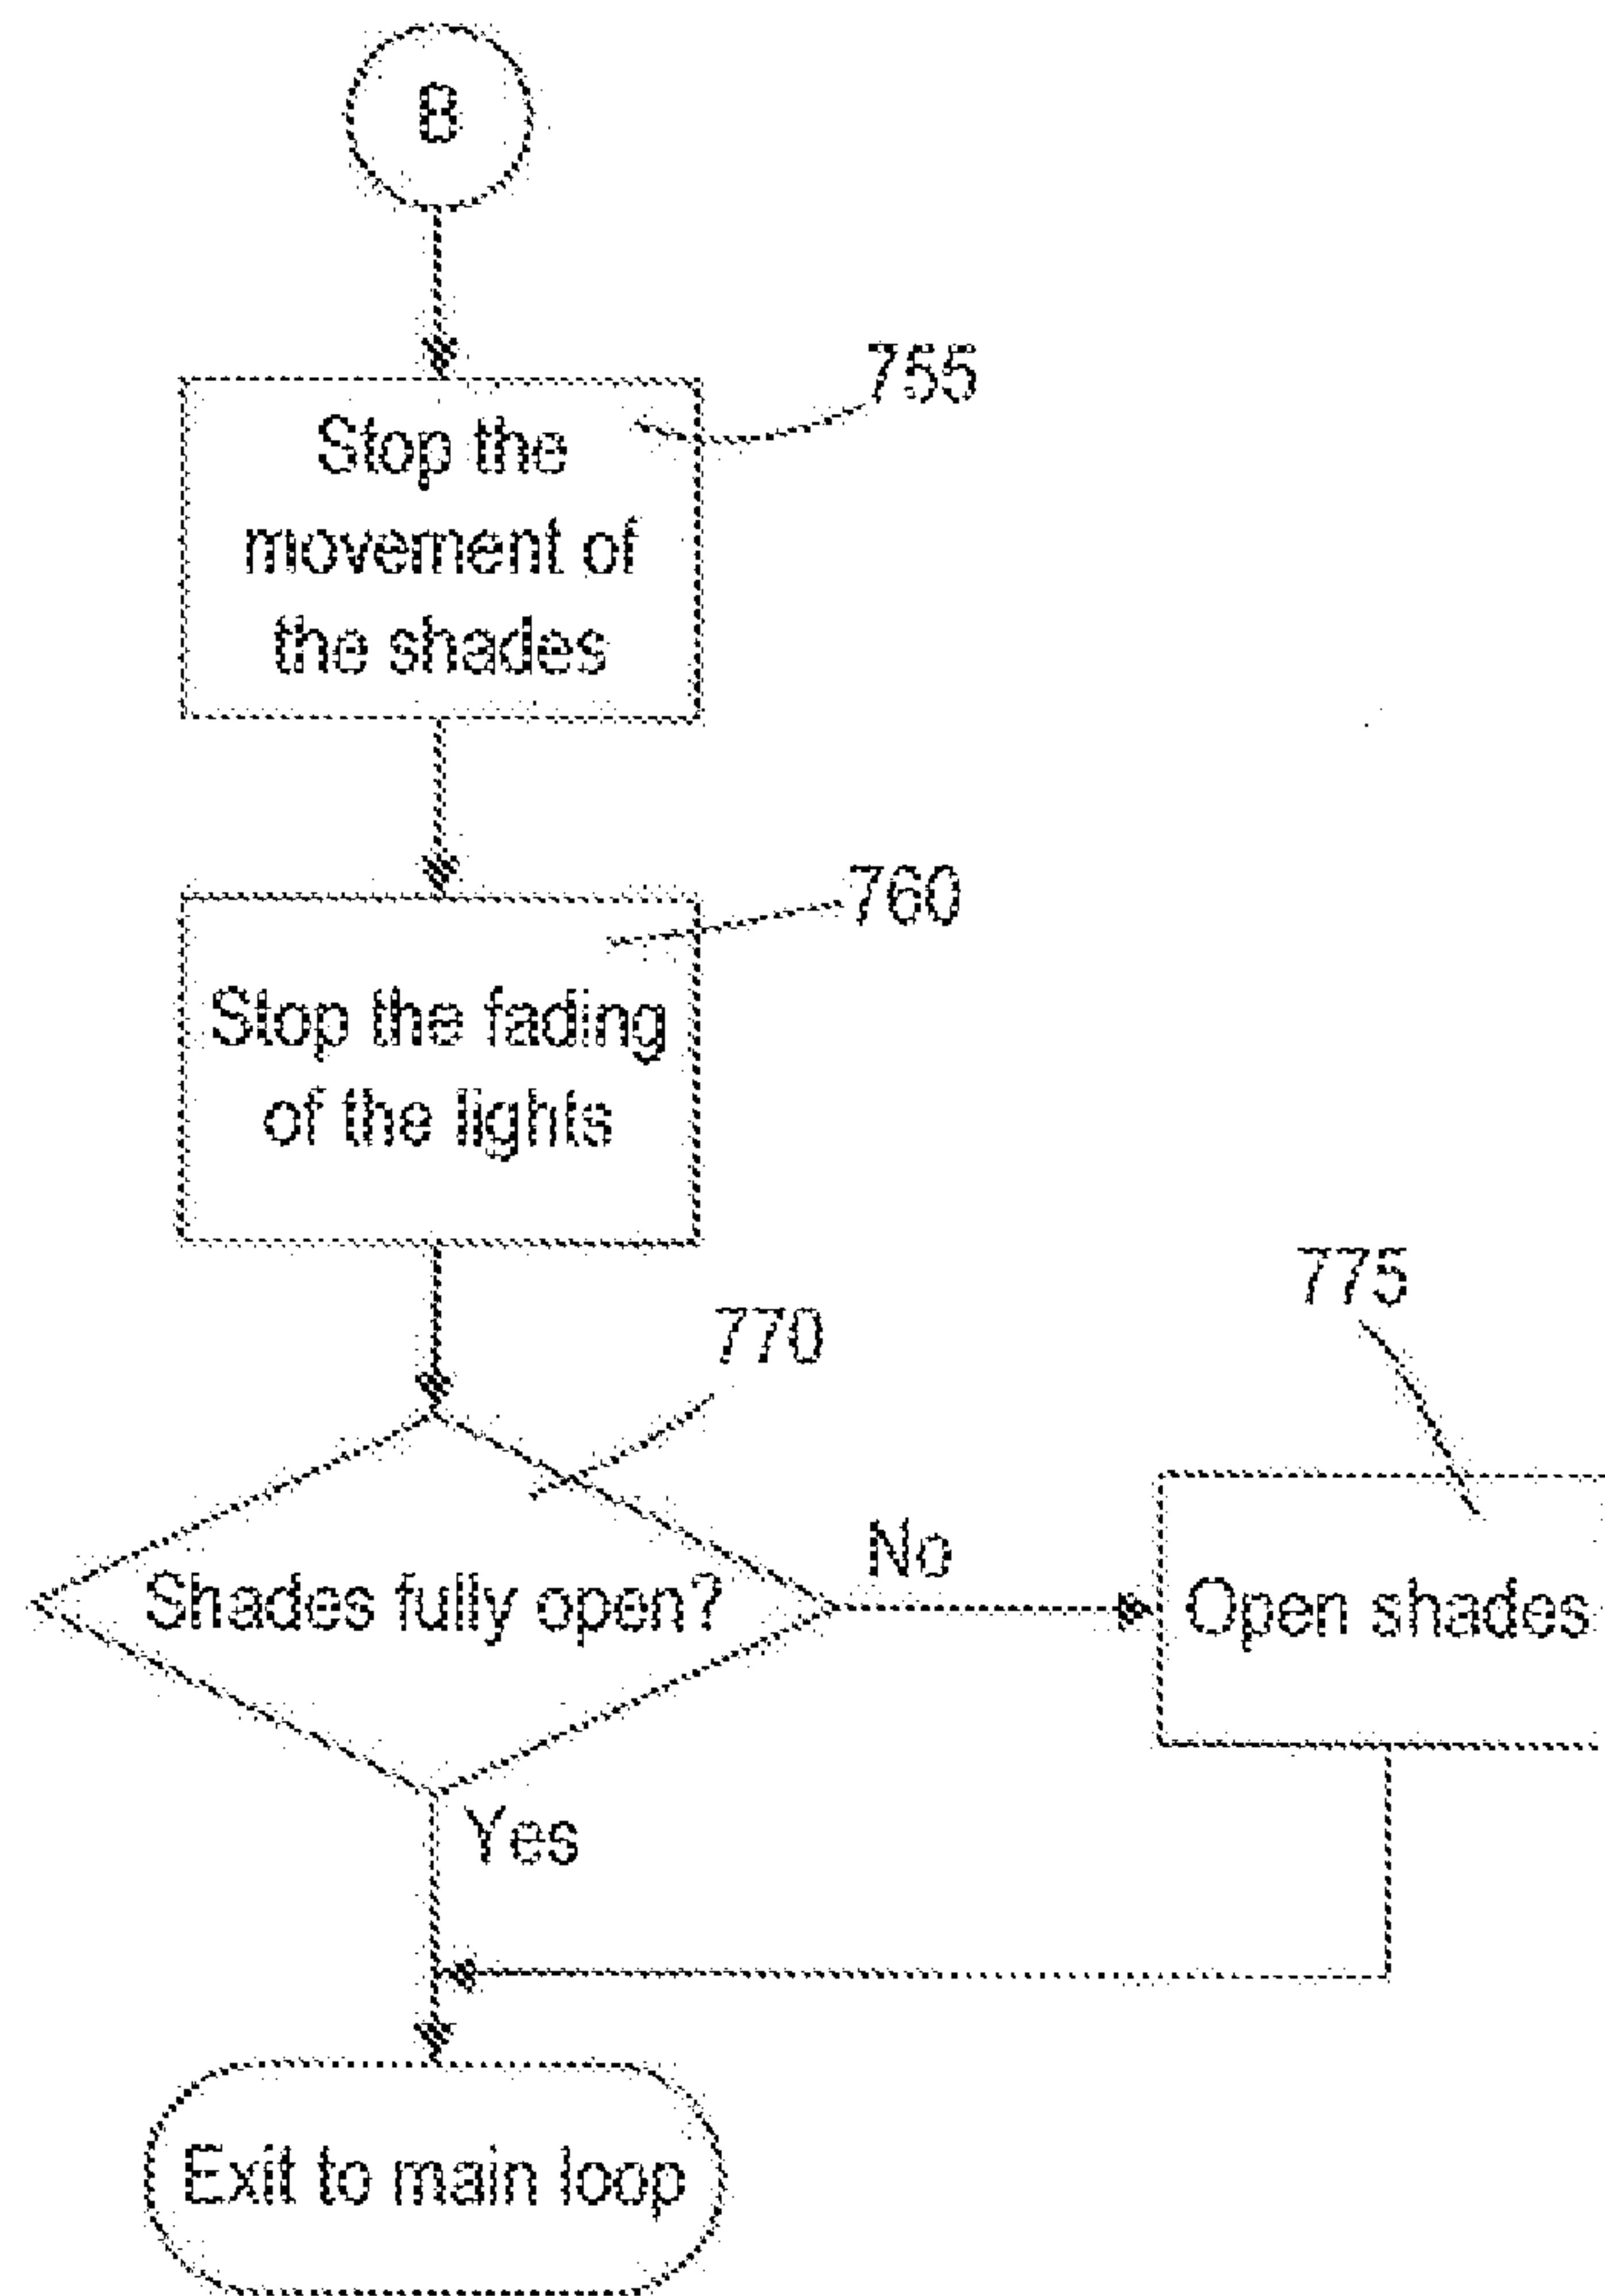 B
755
Stop the
movement of
the shades
760
Stop the fading
of the lights
770
775
Shades fully open?
No
Open shades
Yes
Exit to main loop